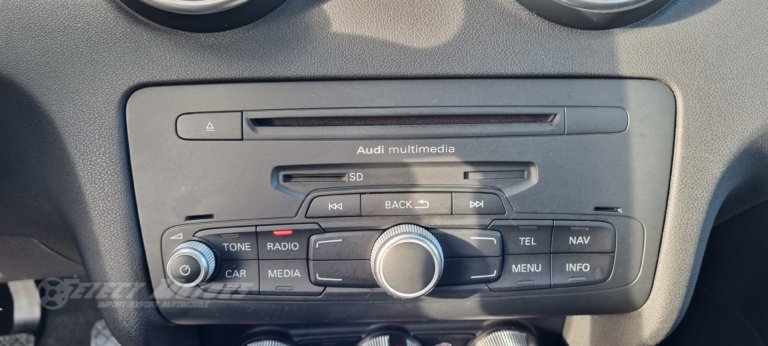 Audi multimedia
SD
BACK
TONE RADIO
TEL NAV
CAR MEDIA
MENU INFO